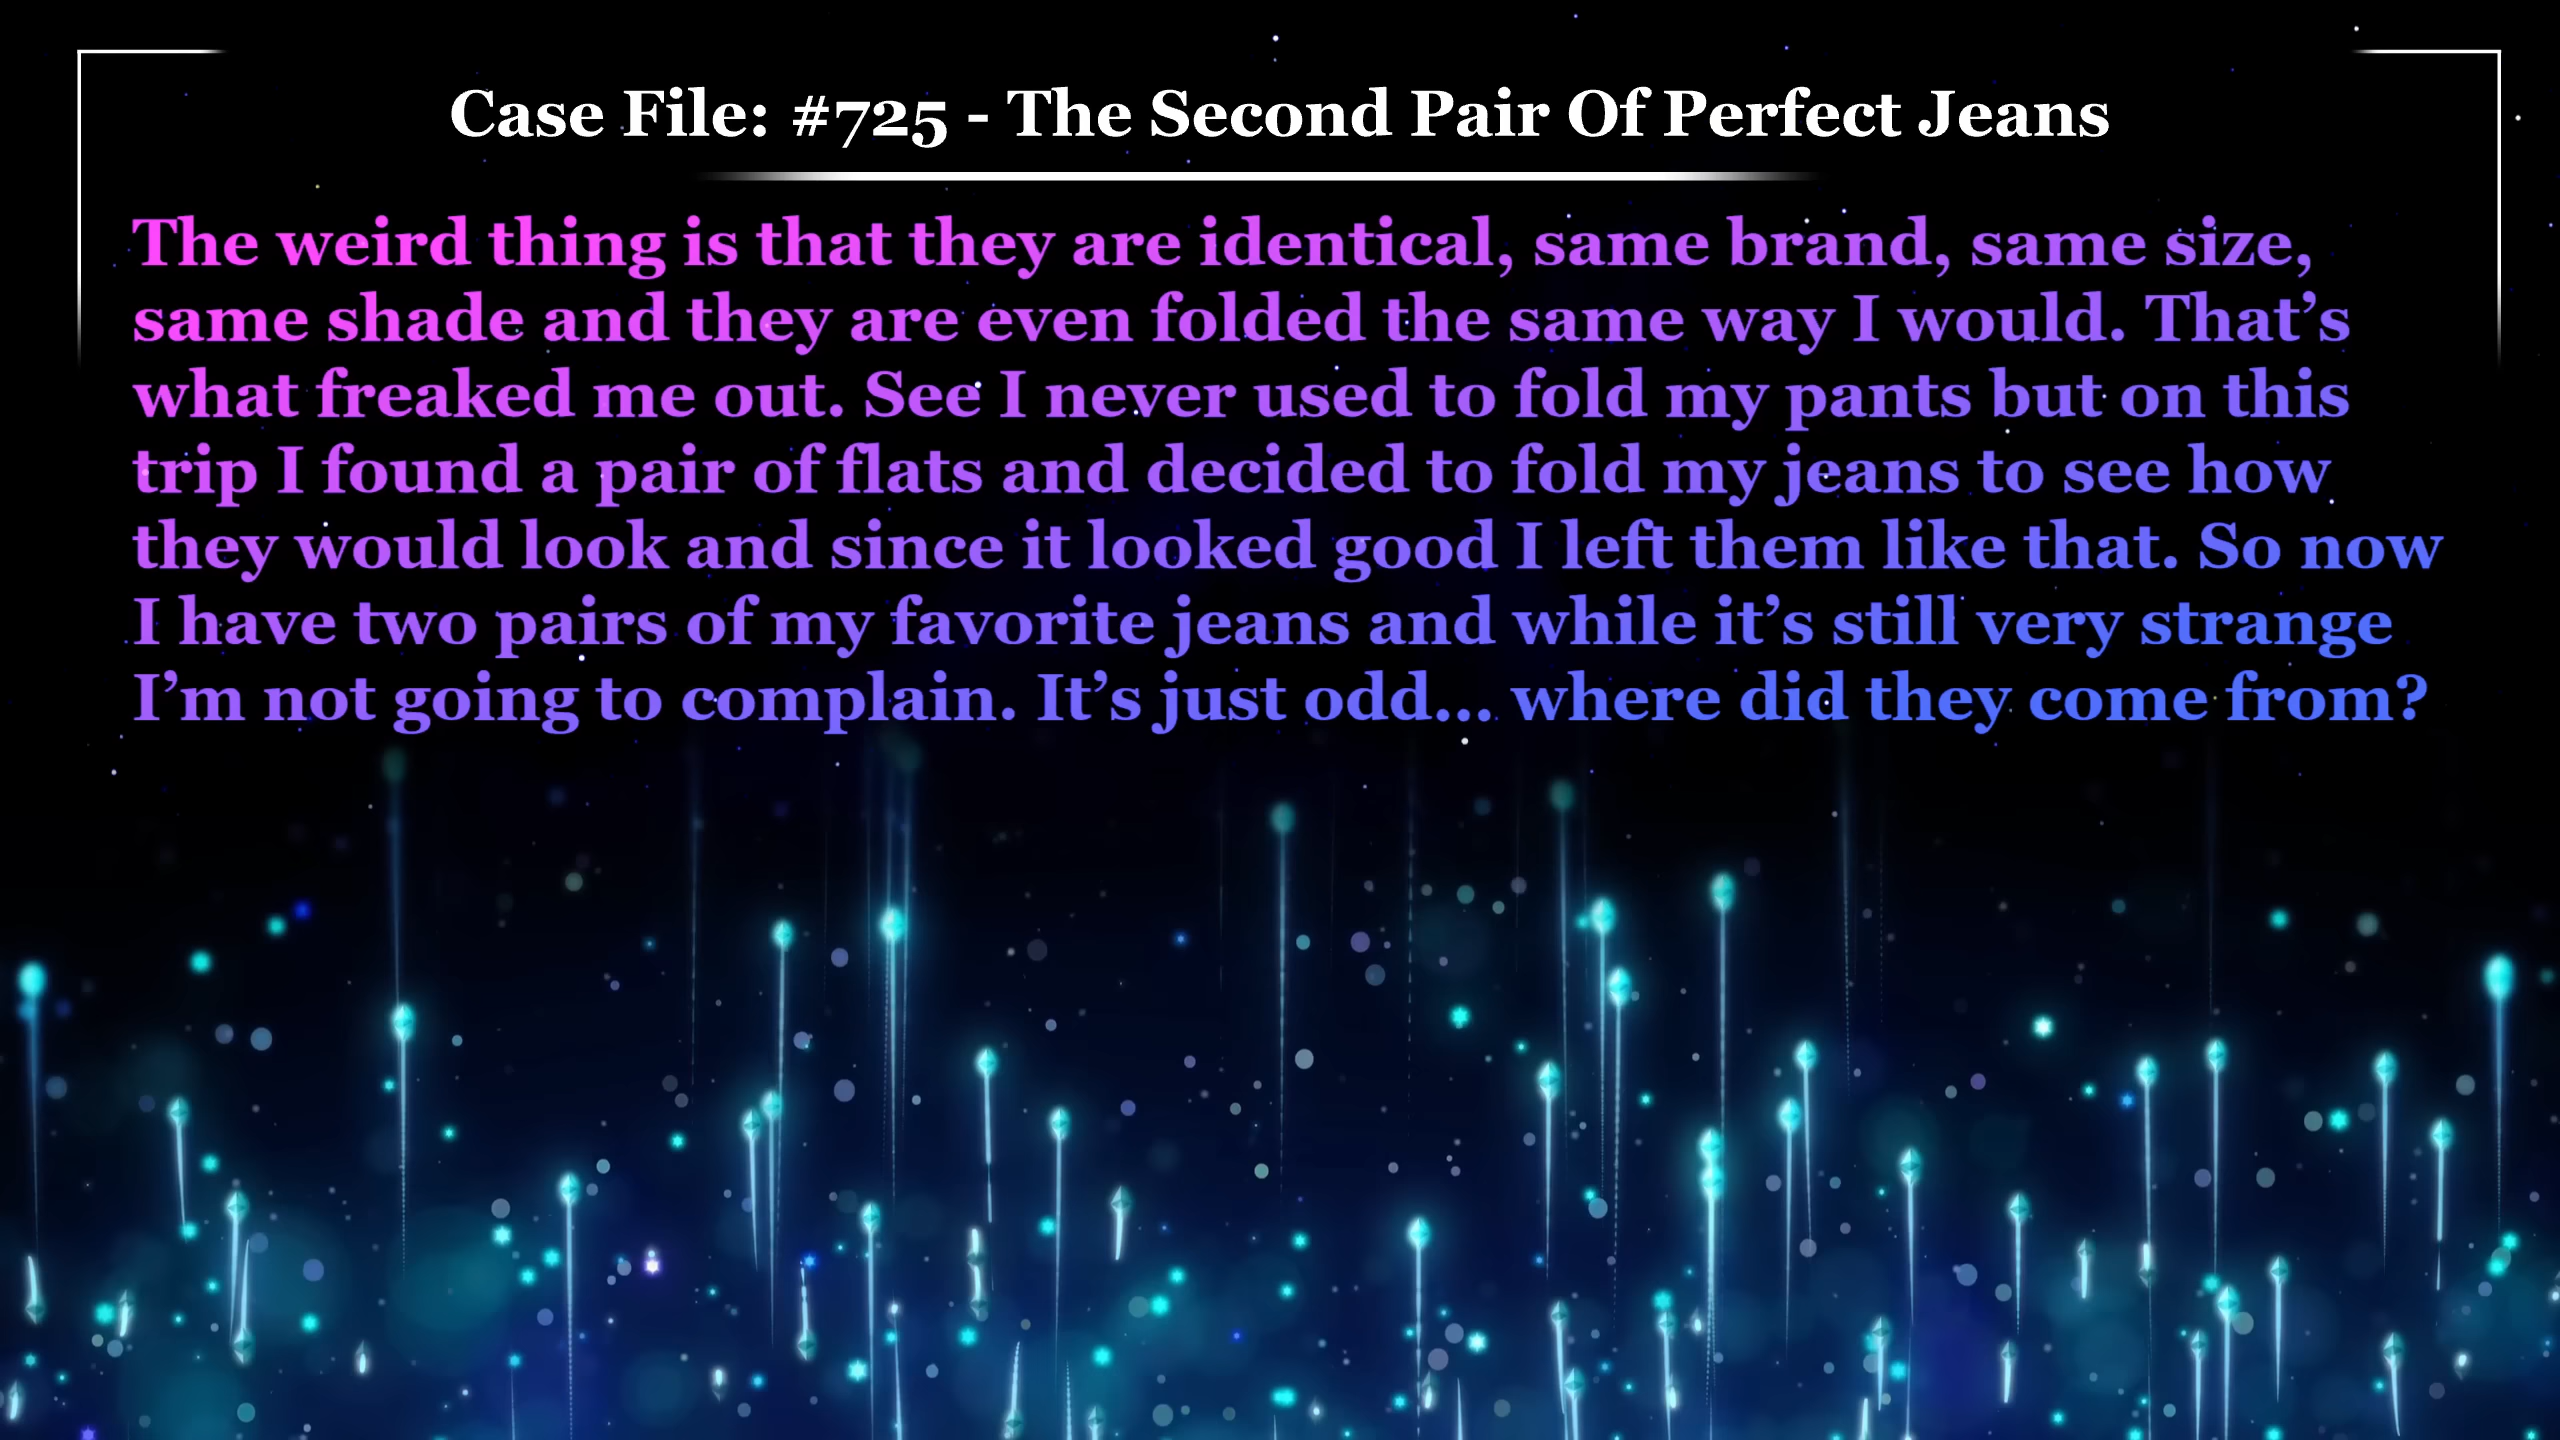 Case File: #725 - The Second Pair Of Perfect Jeans
The weird thing is that they are identical, same brand, same size,
same shade and they are even folded the same way I would. That’s
what freaked me out. See I never used to fold my pants but on this
trip I found a pair of flats and decided to fold my jeans to see how
they would look and since it looked good I left them like that. So now
I have two pairs of my favorite jeans and while it’s still very strange
I’m not going to complain. It’s just odd... where did they come from?